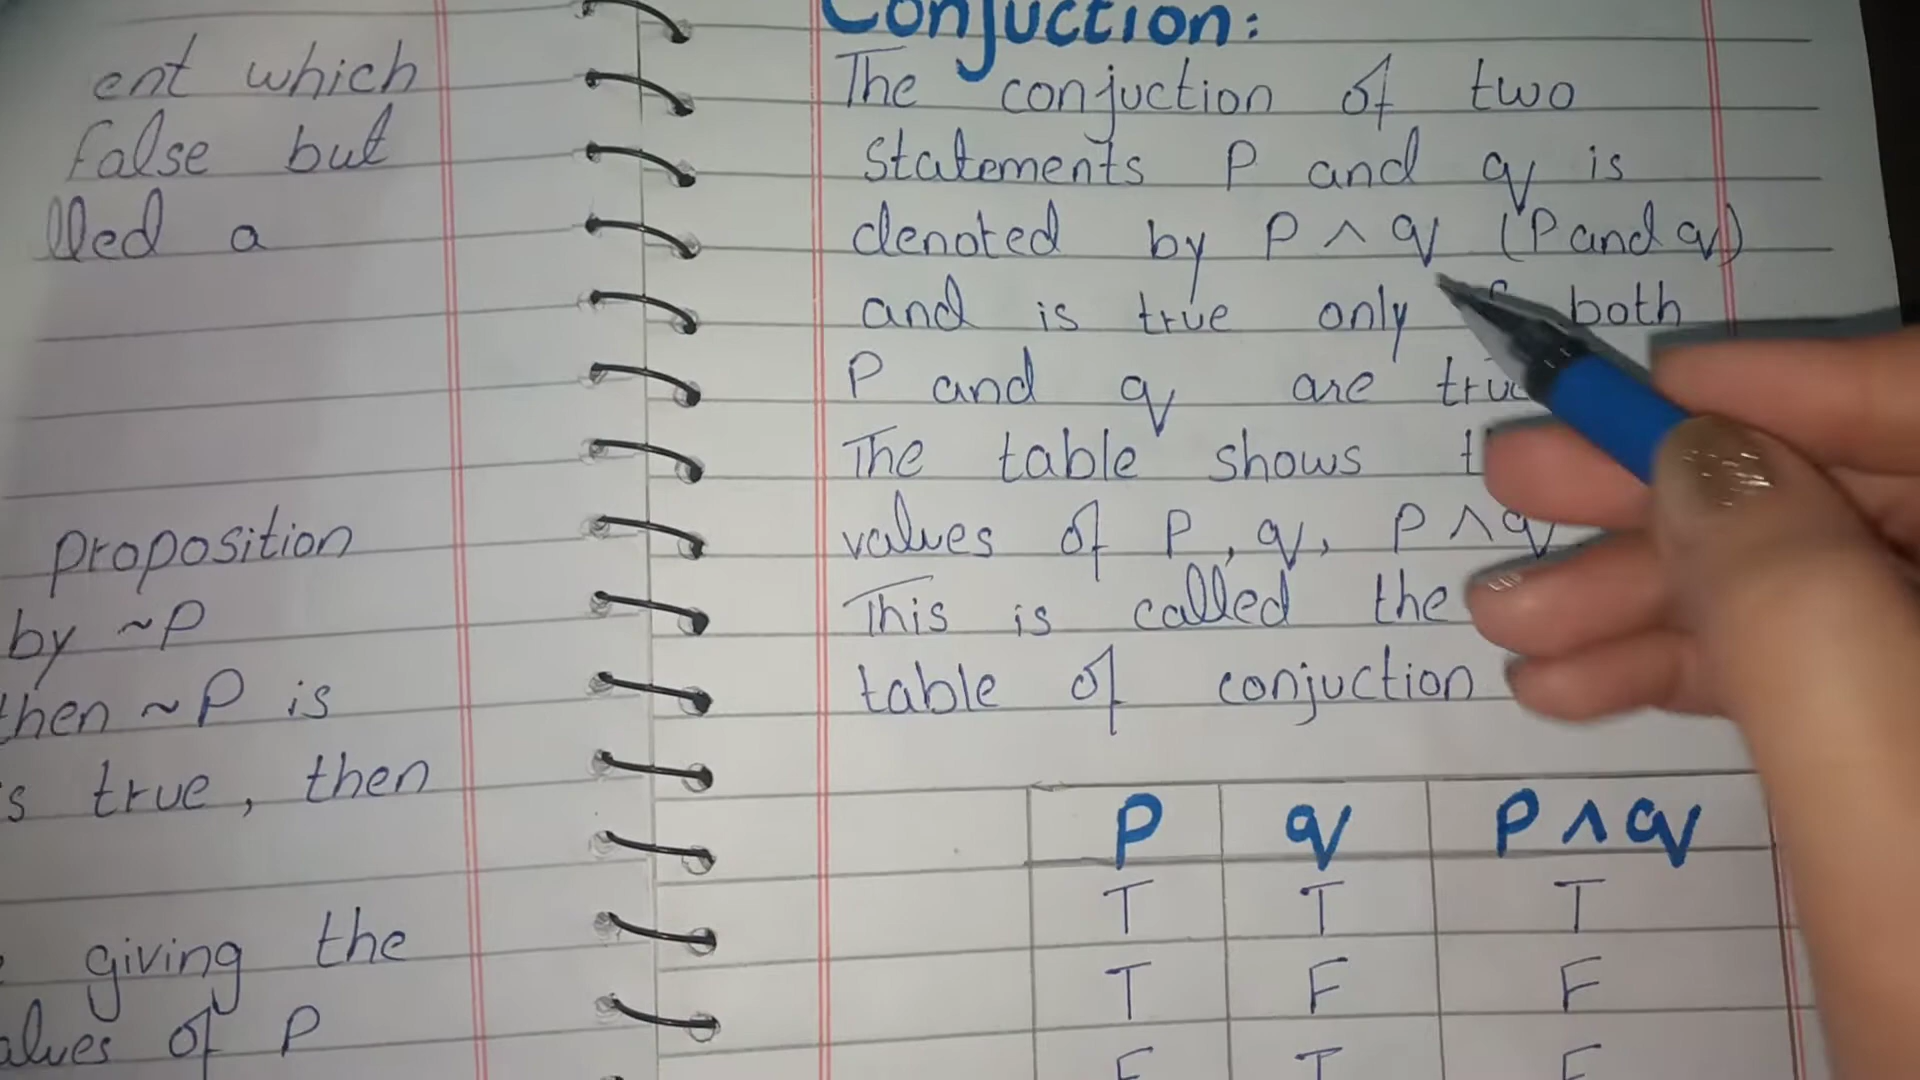 ent which
false but
lled a
proposition
by ~P
then ~P is
s true, then
giving the
alues of P
Conjuction:
The conjuction of two
Statements P and q is
denoted by P ∧ q (P and q)
and is true only both
P and q are true
The table shows
values of P, q, P ∧ q
This is called the
table of conjuction
P q P ∧ q
T T T
T F F
F T F